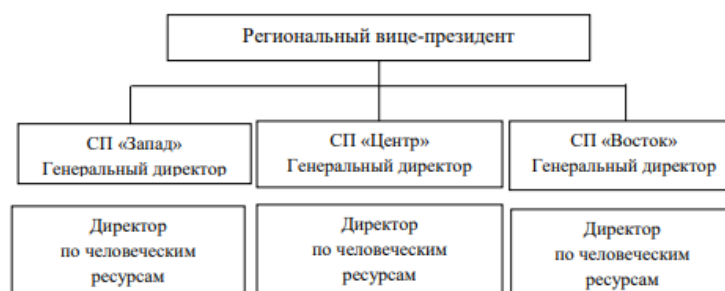 Региональный вице-президент
СП «Запад»
Генеральный директор
СП «Центр»
Генеральный директор
СП «Восток»
Генеральный директор
Директор
по человеческим
ресурсам
Директор
по человеческим
ресурсам
Директор
по человеческим
ресурсам